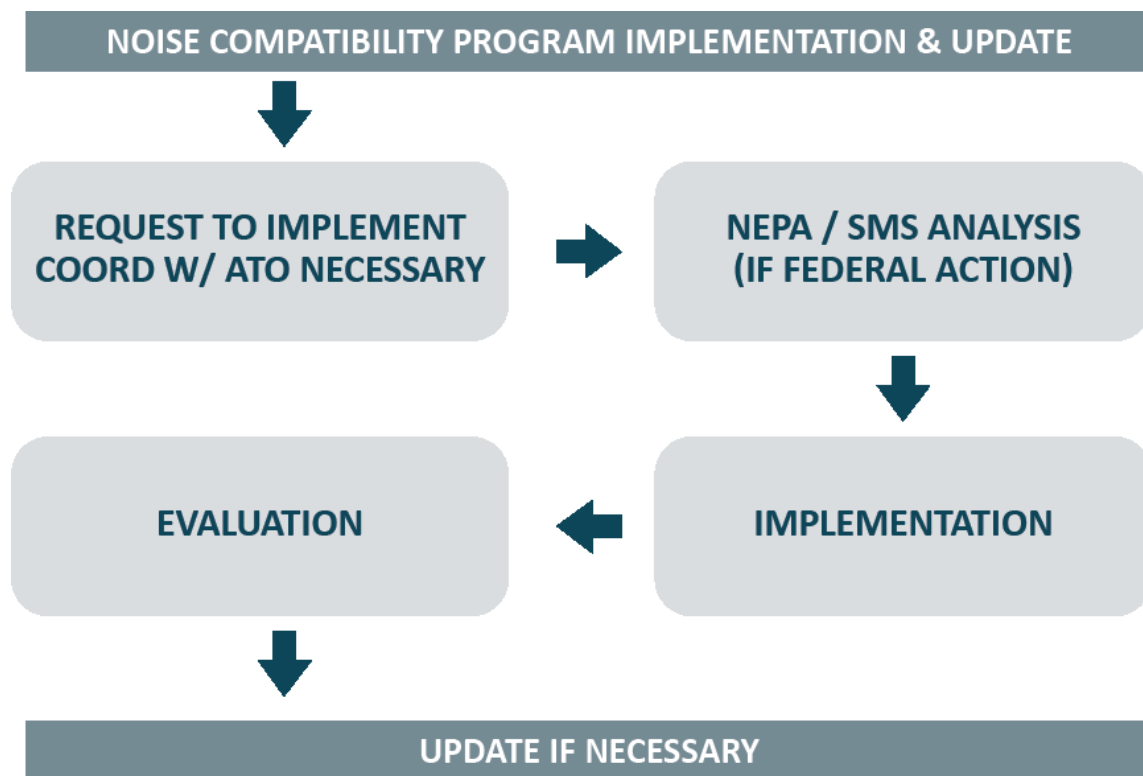 NOISE COMPATIBILITY PROGRAM IMPLEMENTATION & UPDATE
REQUEST TO IMPLEMENT
COORD W/ ATO NECESSARY
NEPA / SMS ANALYSIS
(IF FEDERAL ACTION)
IMPLEMENTATION
EVALUATION
UPDATE IF NECESSARY